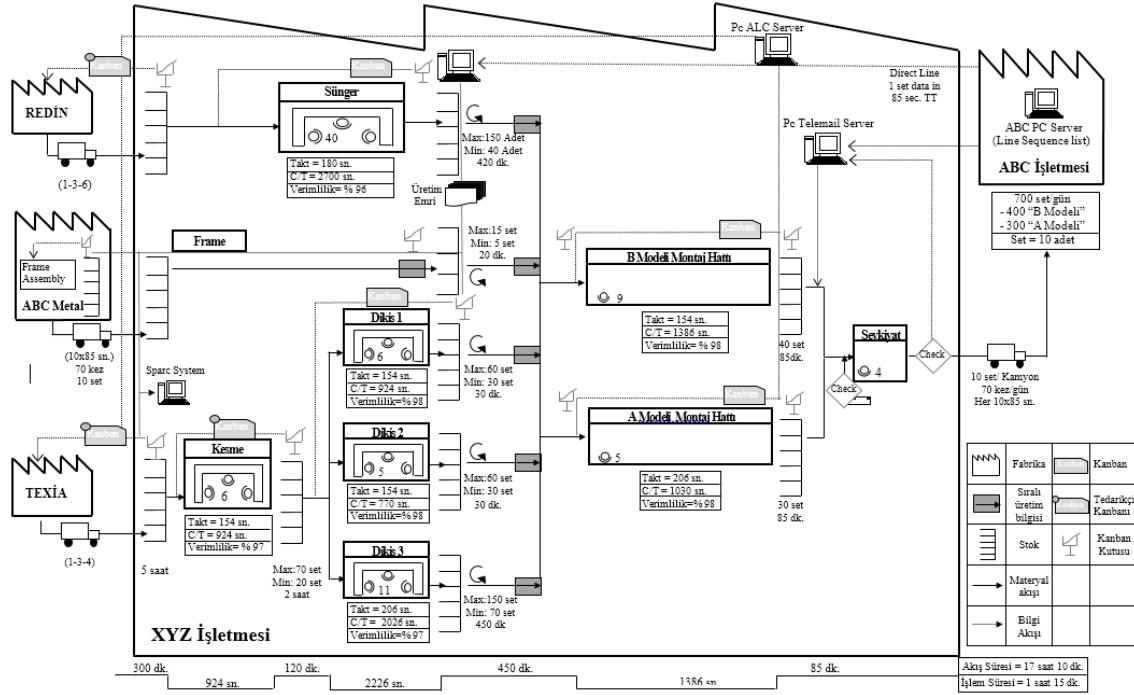 Pc ALC Server
Kanban
Kanban
REDİN
(1-3-6)
Sünger
40
Takt = 180 sn.
C/T = 2700 sn.
Verimlilik= % 96
Max:150 Adet
Min: 40 Adet
420 dk.
Üretim
Emri
Direct Line
1 set data in
85 sec. TT
Pc Telemail Server
ABC PC Server
(Line Sequence list)
ABC İşletmesi
700 set/gün
- 400 “B Modeli”
- 300 “A Modeli”
Set = 10 adet
Frame
Assembly
ABC Metal
(10x85 sn.)
70 kez
10 set
Frame
Max:15 set
Min: 5 set
20 dk.
Kanban
B Modeli Montaj Hattı
9
Takt = 154 sn.
C/T = 1386 sn.
Verimlilik= % 98
40 set
85dk.
Kanban
Dikis 1
6
Takt = 154 sn.
C/T = 924 sn.
Verimlilik=%98
Max:60 set
Min: 30 set
30 dk.
Sevkiyat
4
Check
Check
10 set/ Kamyon
70 kez/gün
Her 10x85 sn.
Sparc System
Kanban
Kanban
TEXİA
(1-3-4)
5 saat
Kesme
6
Takt = 154 sn.
C/T = 924 sn.
Verimlilik= % 97
Max:70 set
Min: 20 set
2 saat
Dikis 2
5
Takt = 154 sn.
C/T = 770 sn.
Verimlilik=%98
Max:60 set
Min: 30 set
30 dk.
Kanban
A Modeli Montaj Hattı
5
Takt = 206 sn.
C/T = 1030 sn.
Verimlilik=%98
30 set
85 dk.
Dikis 3
11
Takt = 206 sn.
C/T = 2026 sn.
Verimlilik=% 97
Max:150 set
Min: 70 set
450 dk
XYZ İşletmesi
Fabrika
Kanban
Kanban
Sıralı
üretim
bilgisi
Kanban
Tedarikçi
Kanbanı
Stok
Kanban
Kutusu
Materyal
akışı
Bilgi
Akışı
300 dk.
120 dk.
450 dk.
85 dk.
924 sn.
2226 sn.
1386 sn.
Akış Süresi = 17 saat 10 dk.
İşlem Süresi = 1 saat 15 dk.